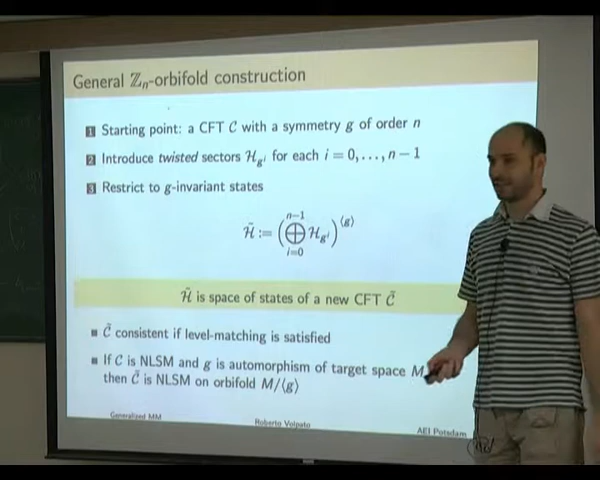 General ℤₙ-orbifold construction
1 Starting point: a CFT 𝒞 with a symmetry g of order n
2 Introduce twisted sectors ℋ_{g^i} for each i = 0, . . . , n − 1
3 Restrict to g-invariant states
ℋ̃ := (⊕_{i=0}^{n−1} ℋ_{g^i})^{⟨g⟩}
ℋ̃ is space of states of a new CFT 𝒞̃
𝒞̃ consistent if level-matching is satisfied
If 𝒞 is NLSM and g is automorphism of target space M,
then 𝒞̃ is NLSM on orbifold M/⟨g⟩
Generalized MM Roberto Volpato AEI Potsdam